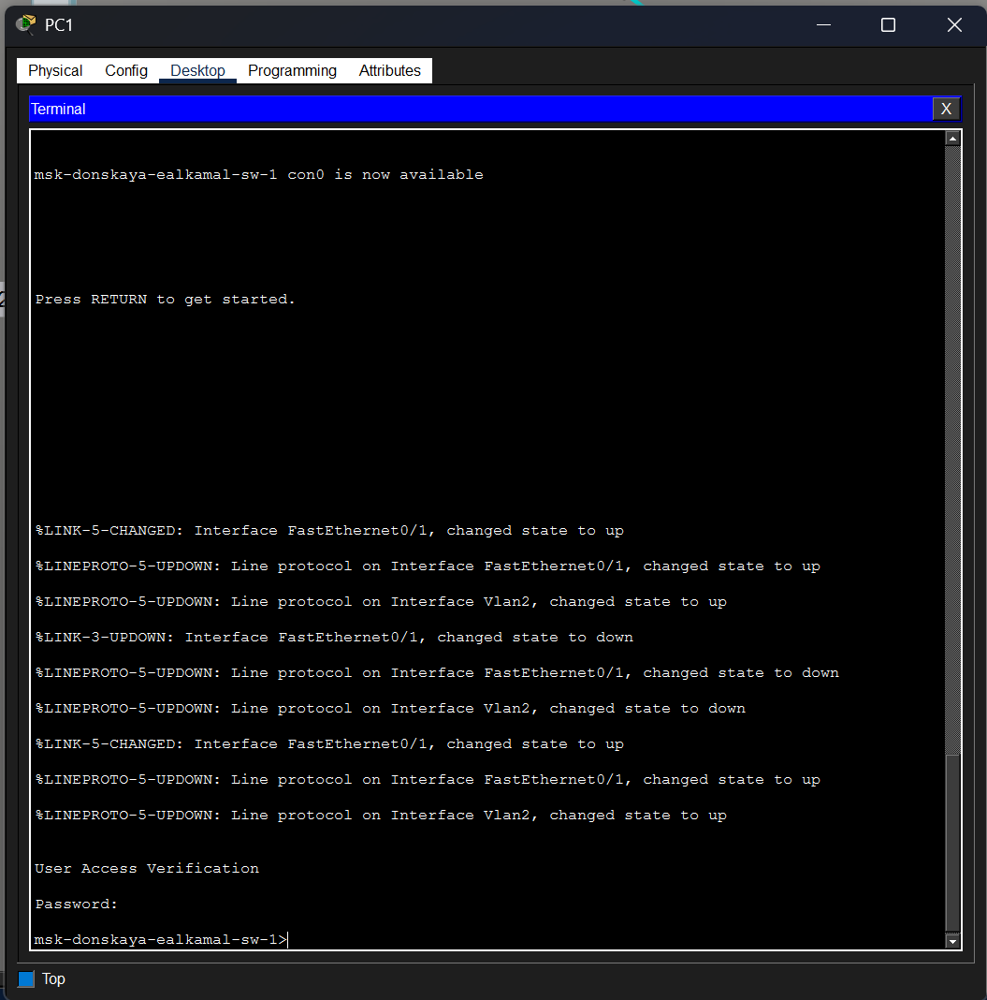 PC1
Physical Config Desktop Programming Attributes
Terminal X
msk-donskaya-ealkamal-sw-1 con0 is now available
Press RETURN to get started.
%LINK-5-CHANGED: Interface FastEthernet0/1, changed state to up
%LINEPROTO-5-UPDOWN: Line protocol on Interface FastEthernet0/1, changed state to up
%LINEPROTO-5-UPDOWN: Line protocol on Interface Vlan2, changed state to up
%LINK-3-UPDOWN: Interface FastEthernet0/1, changed state to down
%LINEPROTO-5-UPDOWN: Line protocol on Interface FastEthernet0/1, changed state to down
%LINEPROTO-5-UPDOWN: Line protocol on Interface Vlan2, changed state to down
%LINK-5-CHANGED: Interface FastEthernet0/1, changed state to up
%LINEPROTO-5-UPDOWN: Line protocol on Interface FastEthernet0/1, changed state to up
%LINEPROTO-5-UPDOWN: Line protocol on Interface Vlan2, changed state to up
User Access Verification
Password:
msk-donskaya-ealkamal-sw-1>
Top